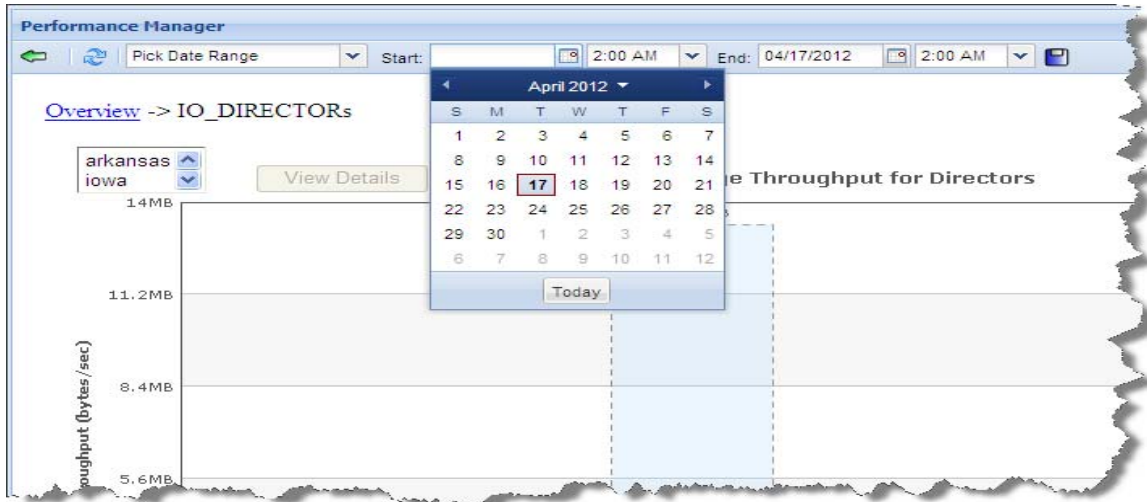 Performance Manager
Pick Date Range Start: 2:00 AM End: 04/17/2012 2:00 AM
Overview -> IO_DIRECTORs
April 2012
S M T W T F S
1 2 3 4 5 6 7
8 9 10 11 12 13 14
15 16 17 18 19 20 21
22 23 24 25 26 27 28
29 30 1 2 3 4 5
6 7 8 9 10 11 12
Today
arkansas
iowa
View Details
Throughput for Directors
14MB
11.2MB
8.4MB
5.6MB
(bytes/sec)